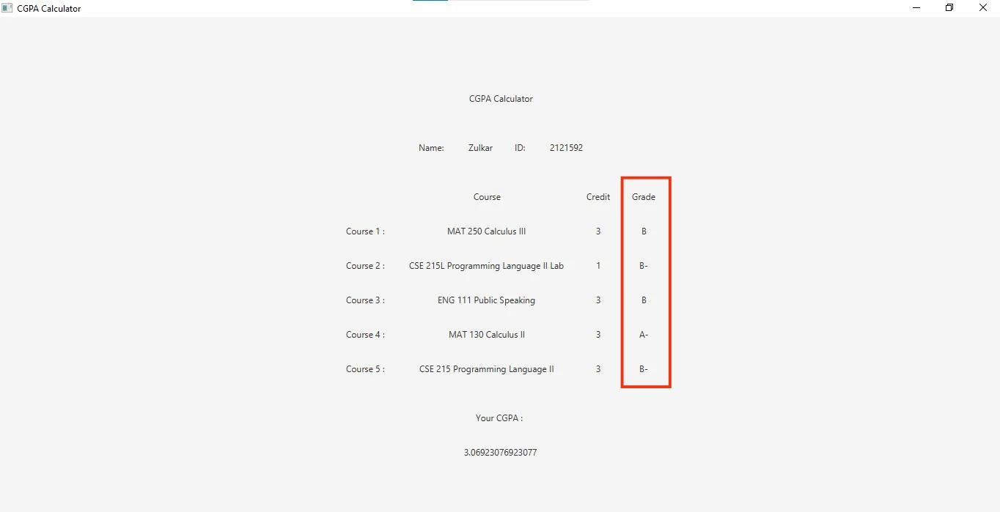 CGPA Calculator
CGPA Calculator
Name: Zulkar ID: 2121592
Course Credit Grade
Course 1 : MAT 250 Calculus III 3 B
Course 2 : CSE 215L Programming Language II Lab 1 B-
Course 3 : ENG 111 Public Speaking 3 B
Course 4 : MAT 130 Calculus II 3 A-
Course 5 : CSE 215 Programming Language II 3 B-
Your CGPA :
3.06923076923077